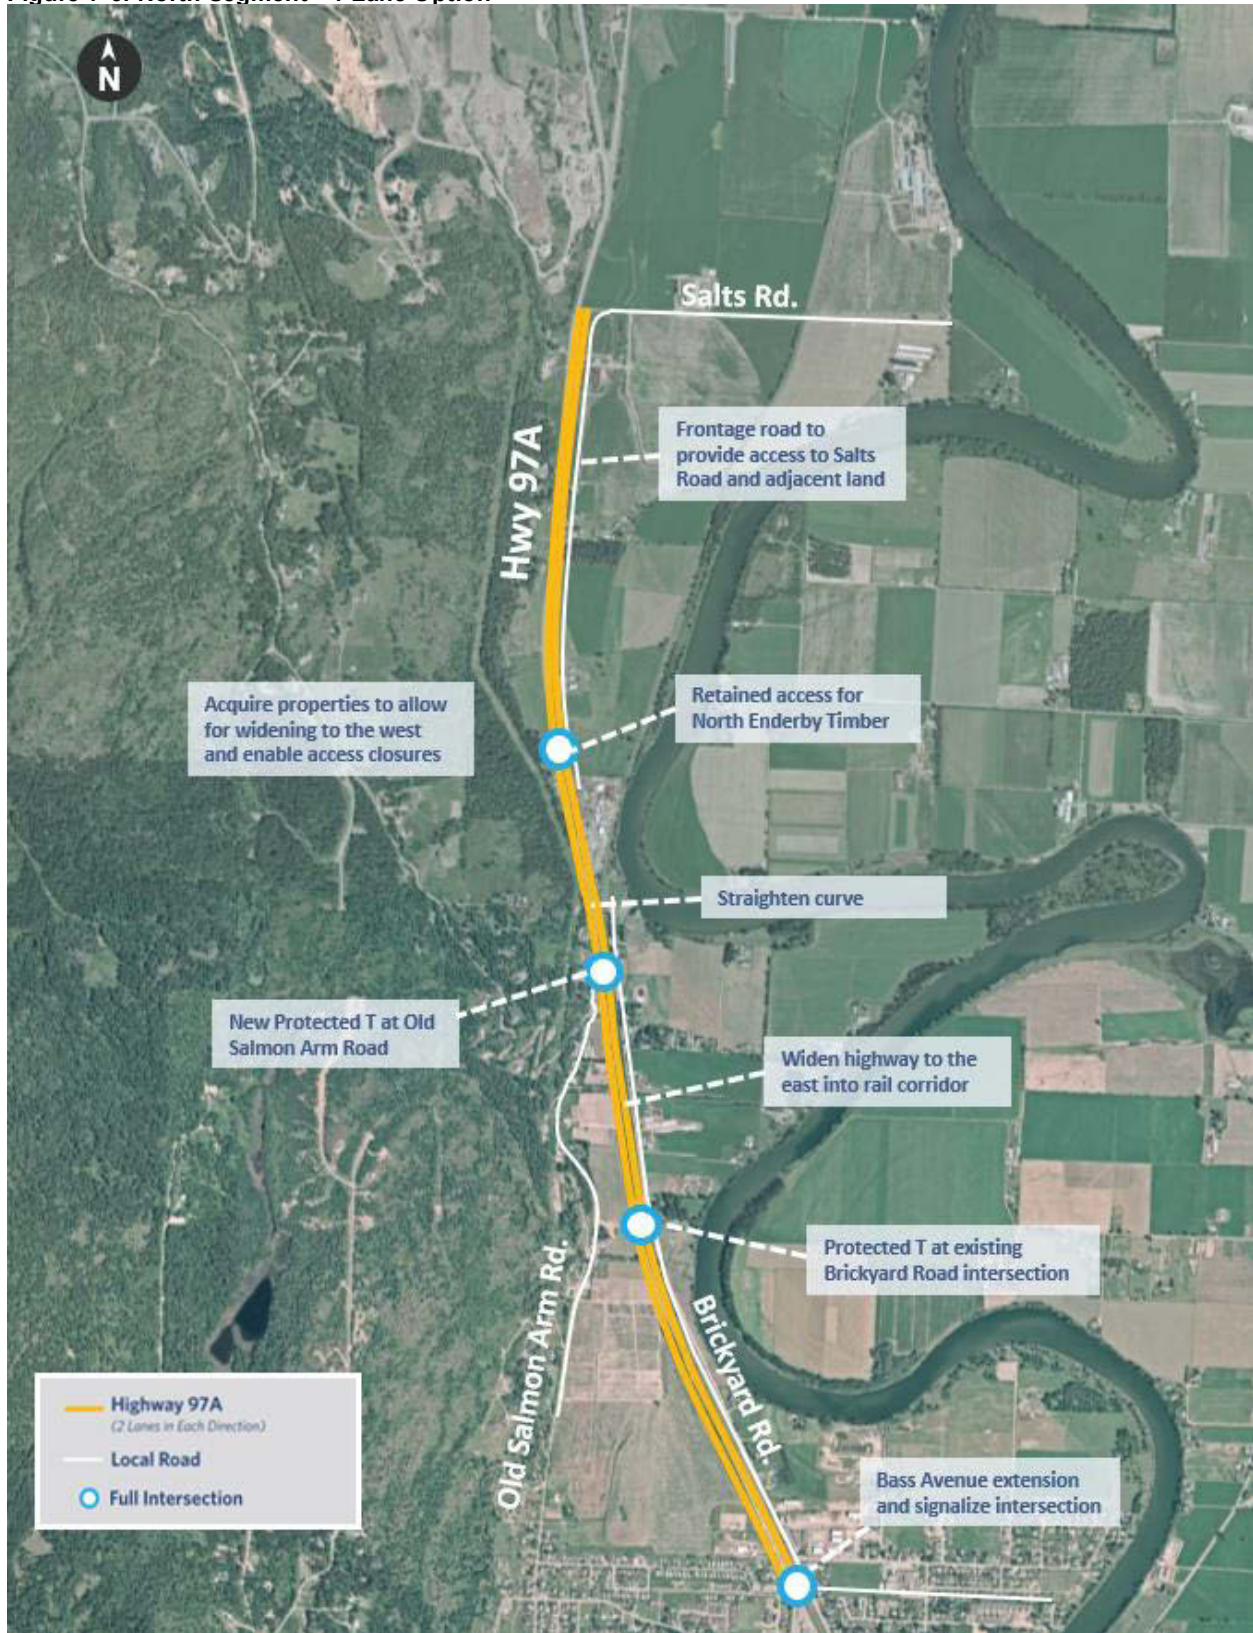 N
Salts Rd.
Frontage road to
provide access to Salts
Road and adjacent land
Hwy 97A
Acquire properties to allow
for widening to the west
and enable access closures
Retained access for
North Enderby Timber
Straighten curve
New Protected T at Old
Salmon Arm Road
Widen highway to the
east into rail corridor
Protected T at existing
Brickyard Road intersection
Old Salmon Arm Rd.
Brickyard Rd.
Highway 97A
(2 Lanes in Each Direction)
Local Road
Full Intersection
Bass Avenue extension
and signalize intersection